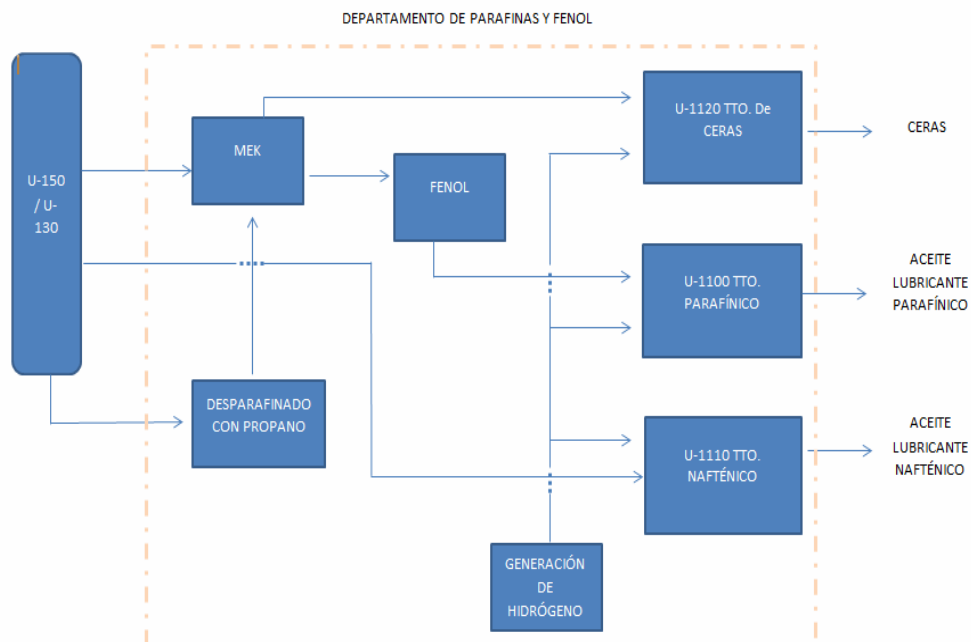 DEPARTAMENTO DE PARAFINAS Y FENOL
U-150
/ U-
130
MEK
FENOL
U-1120 TTO. De
CERAS
CERAS
U-1100 TTO.
PARAFÍNICO
ACEITE
LUBRICANTE
PARAFÍNICO
DESPARAFINADO
CON PROPANO
U-1110 TTO.
NAFTÉNICO
ACEITE
LUBRICANTE
NAFTÉNICO
GENERACIÓN
DE
HIDRÓGENO